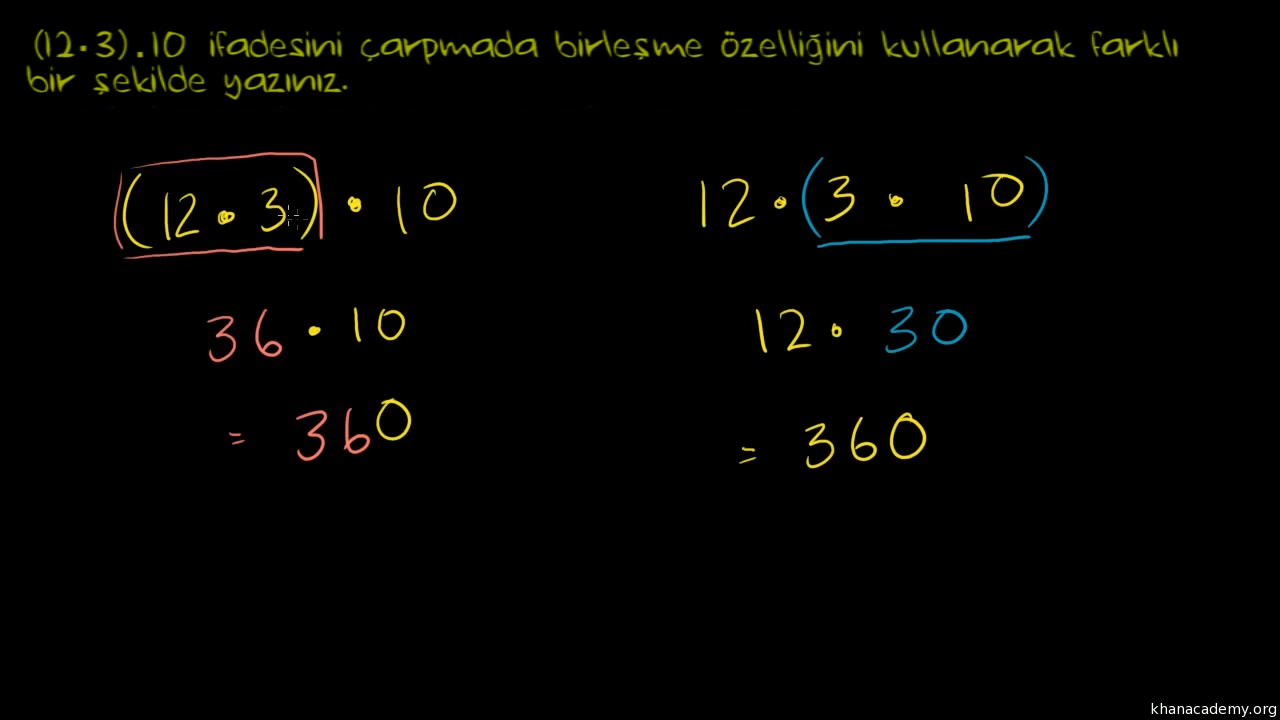 (12·3).10 ifadesini çarpmada birleşme özelliğini kullanarak farklı
bir şekilde yazınız.
(12 · 3) · 10
12 · (3 · 10)
36 · 10
12 · 30
= 360
= 360
khanacademy.org